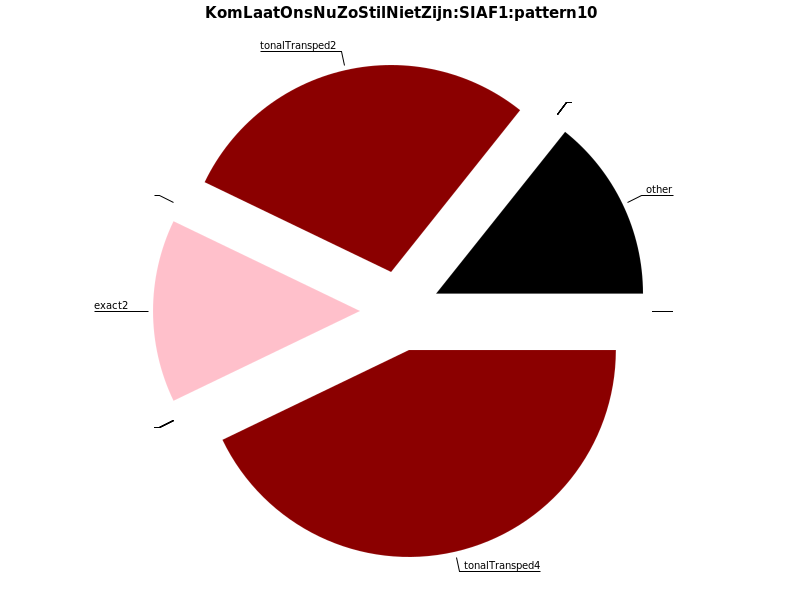 KomLaatOnsNuZoStilNietZijn:SIAF1:pattern10
tonalTransped2
other
exact2
tonalTransped4